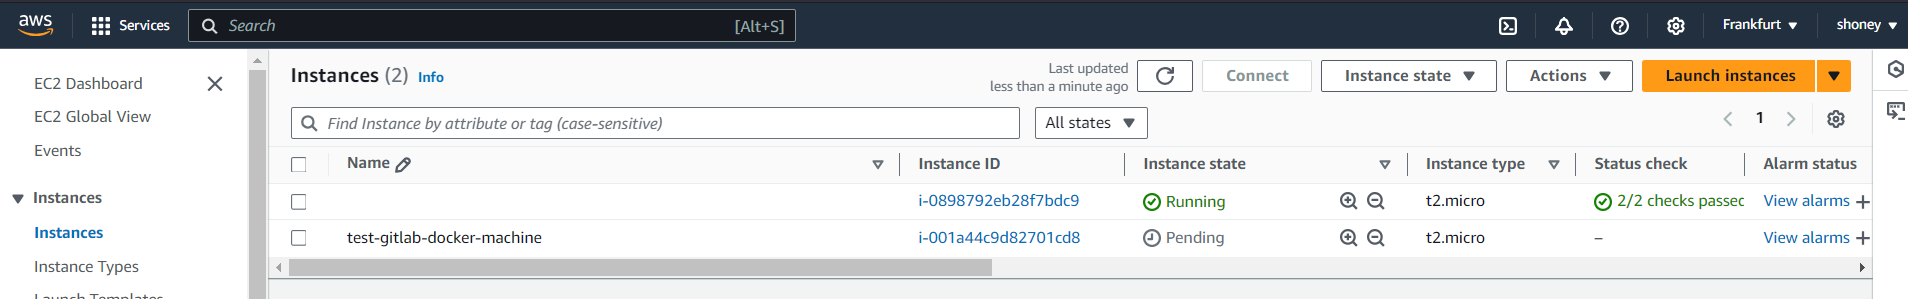 aws
Services
Search
[Alt+S]
Frankfurt
shoney
EC2 Dashboard
EC2 Global View
Events
Instances
Instances
Instance Types
Launch Templates
Instances (2) Info
Last updated
less than a minute ago
Connect
Instance state
Actions
Launch instances
Find Instance by attribute or tag (case-sensitive)
All states
1
Name Instance ID Instance state Instance type Status check Alarm status
i-0898792eb28f7bdc9 Running t2.micro 2/2 checks passed View alarms +
test-gitlab-docker-machine i-001a44c9d82701cd8 Pending t2.micro – View alarms +